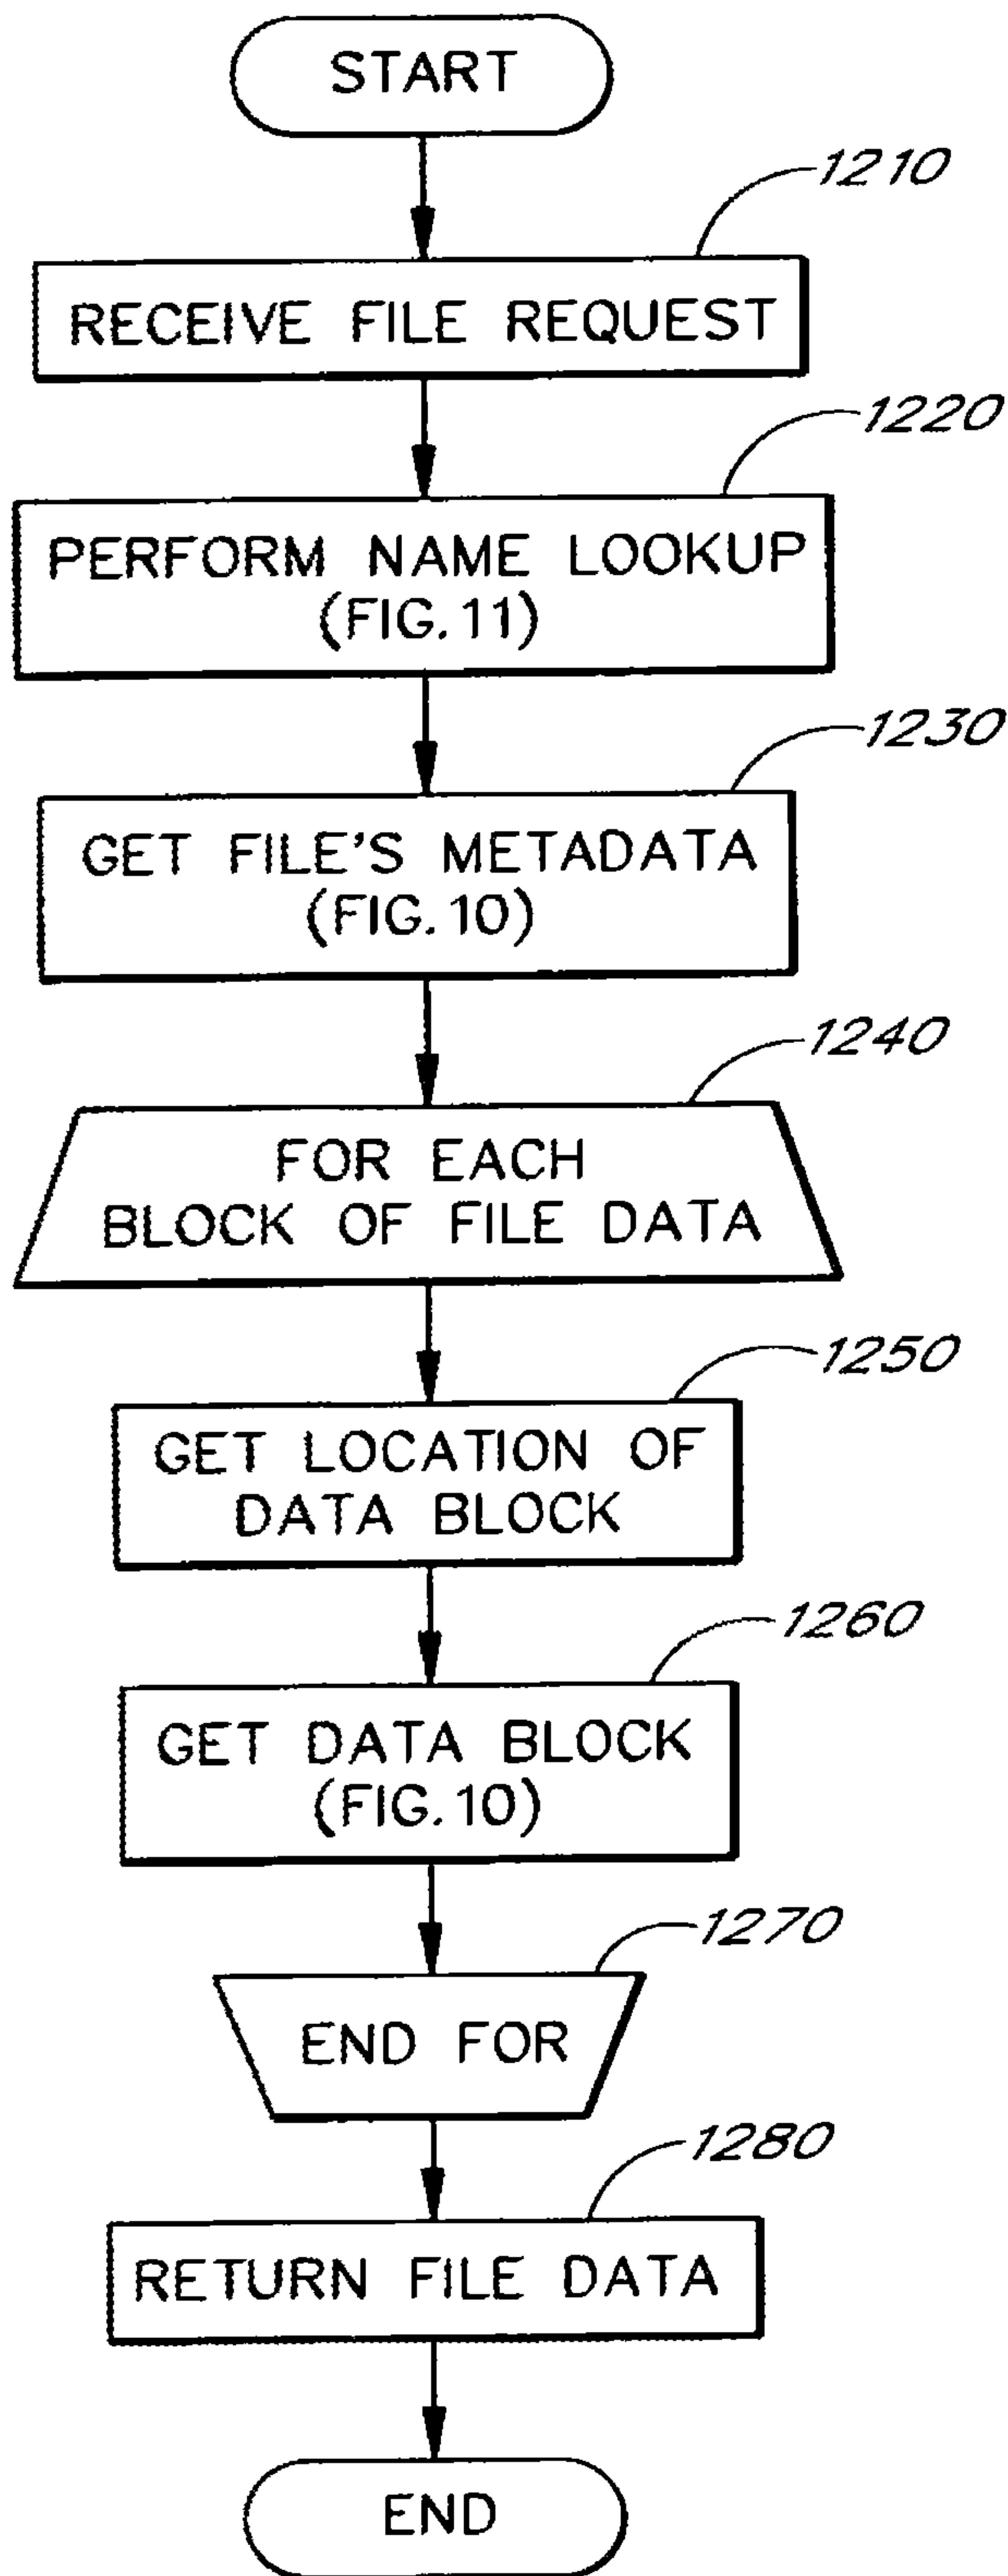 START
1210
RECEIVE FILE REQUEST
1220
PERFORM NAME LOOKUP
(FIG. 11)
1230
GET FILE'S METADATA
(FIG. 10)
1240
FOR EACH
BLOCK OF FILE DATA
1250
GET LOCATION OF
DATA BLOCK
1260
GET DATA BLOCK
(FIG. 10)
1270
END FOR
1280
RETURN FILE DATA
END